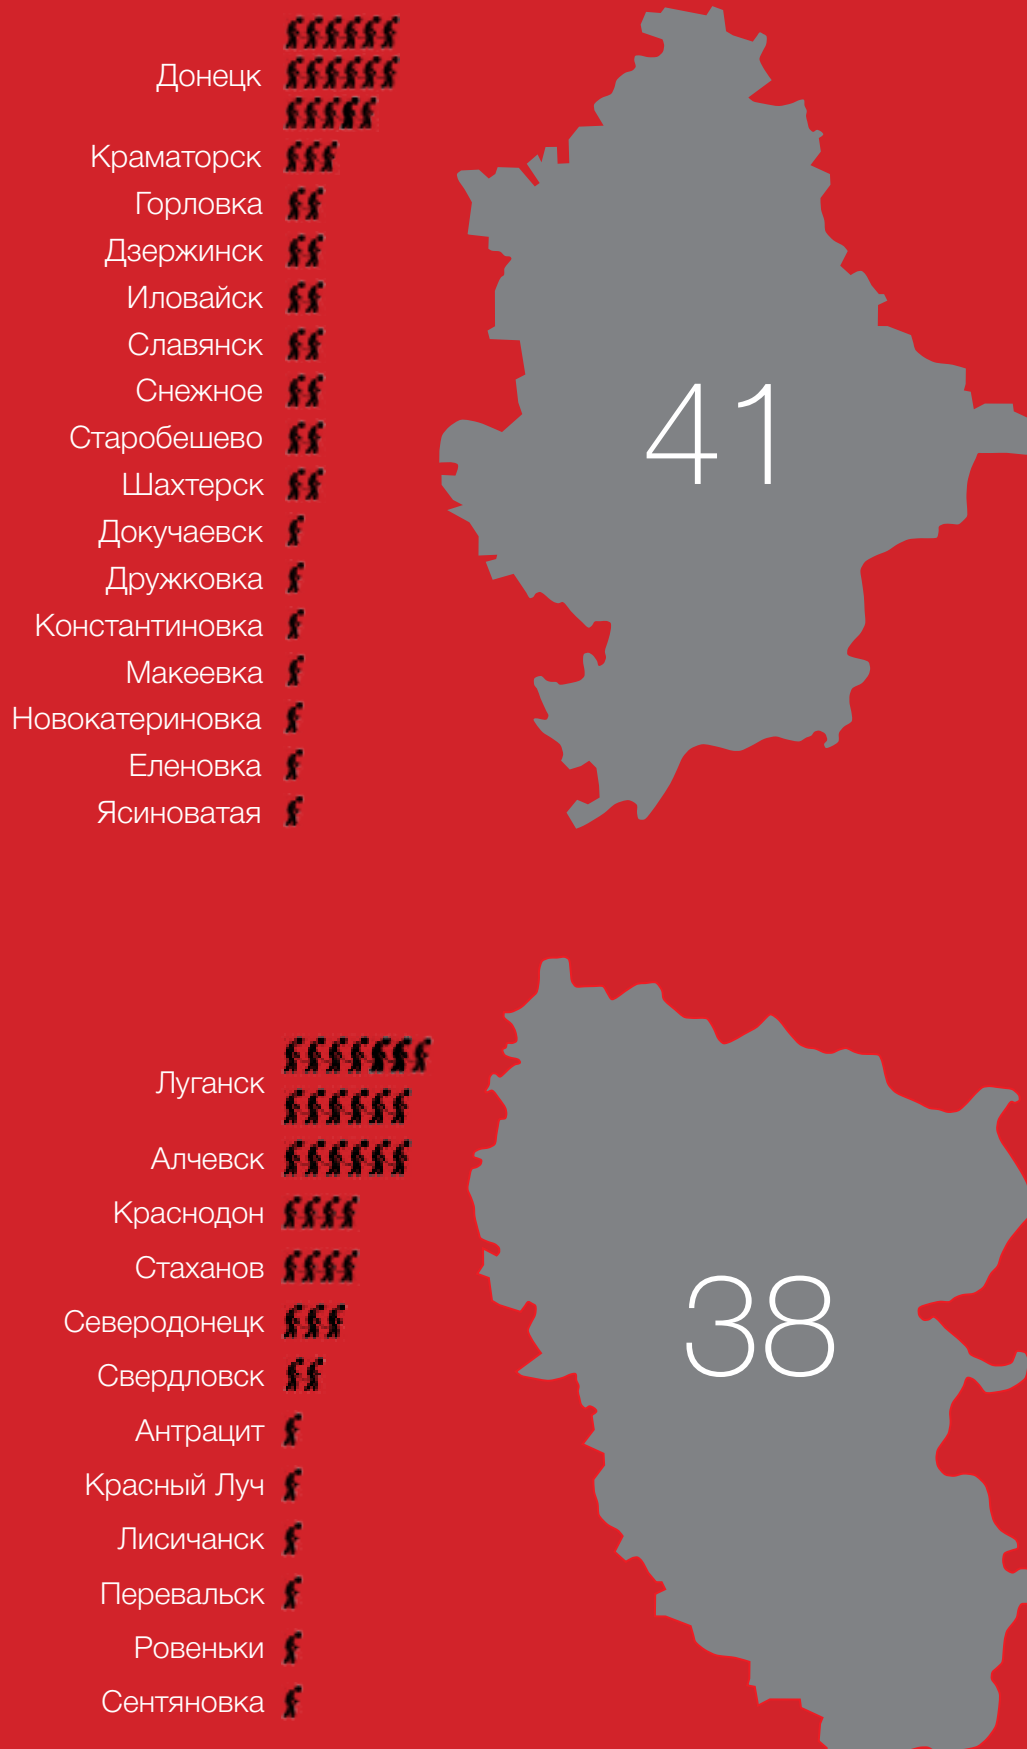 Донецк
Краматорск
Горловка
Дзержинск
Иловайск
Славянск
Снежное
Старобешево
Шахтерск
Докучаевск
Дружковка
Константиновка
Макеевка
Новокатериновка
Еленовка
Ясиноватая
41
Луганск
Алчевск
Краснодон
Стаханов
Северодонецк
Свердловск
Антрацит
Красный Луч
Лисичанск
Перевальск
Ровеньки
Сентяновка
38